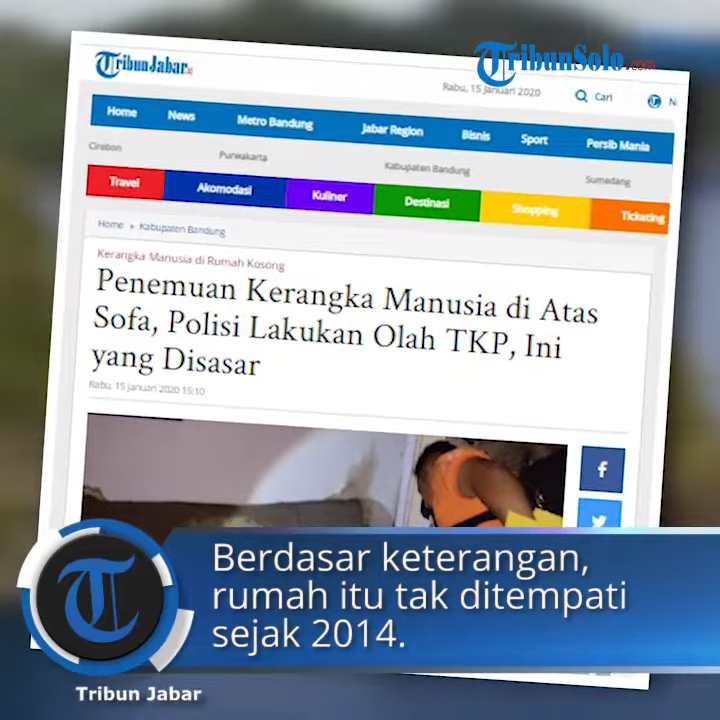 TribunJabar.id
TribunSolo.com
Rabu, 15 Januari 2020
Cari
Home News Metro Bandung Jabar Region Bisnis Sport Persib Mania
Cirebon Purwakarta Kabupaten Bandung Sumedang
Travel Akomodasi Kuliner Destinasi Shopping Ticketing
Home » Kabupaten Bandung
Kerangka Manusia di Rumah Kosong
Penemuan Kerangka Manusia di Atas
Sofa, Polisi Lakukan Olah TKP, Ini
yang Disasar
Rabu, 15 Januari 2020 15:10
Berdasar keterangan,
rumah itu tak ditempati
sejak 2014.
Tribun Jabar